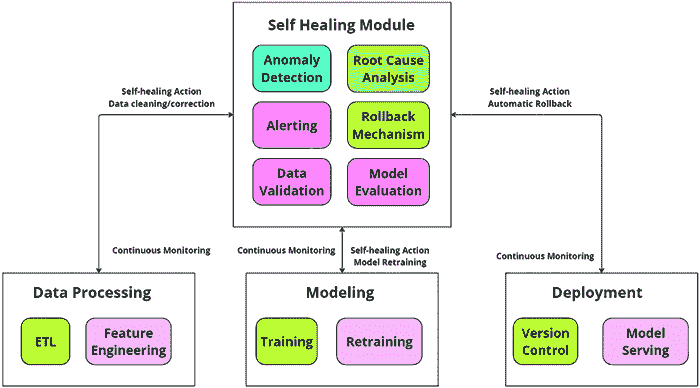 Self Healing Module
Anomaly
Detection
Root Cause
Analysis
Alerting
Rollback
Mechanism
Data
Validation
Model
Evaluation
Self-healing Action
Data cleaning/correction
Self-healing Action
Automatic Rollback
Continuous Monitoring
Continuous Monitoring
Self-healing Action
Model Retraining
Continuous Monitoring
Data Processing
ETL
Feature
Engineering
Modeling
Training
Retraining
Deployment
Version
Control
Model
Serving